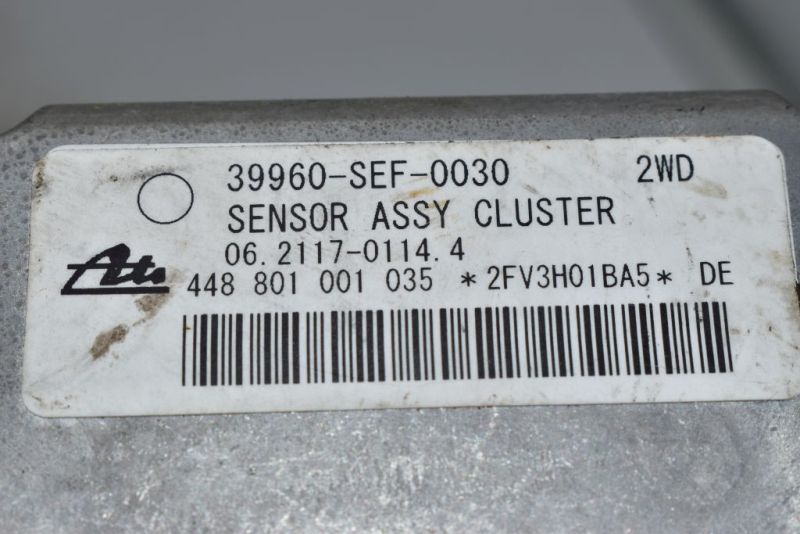 39960-SEF-0030 2WD
SENSOR ASSY CLUSTER
06.2117-0114.4
Ate
448 801 001 035 *2FV3H01BA5* DE